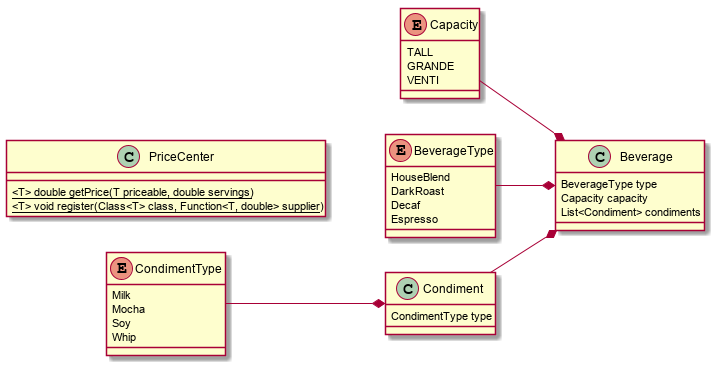 E Capacity
TALL
GRANDE
VENTI
C PriceCenter
<T> double getPrice(T priceable, double servings)
<T> void register(Class<T> class, Function<T, double> supplier)
E BeverageType
HouseBlend
DarkRoast
Decaf
Espresso
C Beverage
BeverageType type
Capacity capacity
List<Condiment> condiments
E CondimentType
Milk
Mocha
Soy
Whip
C Condiment
CondimentType type